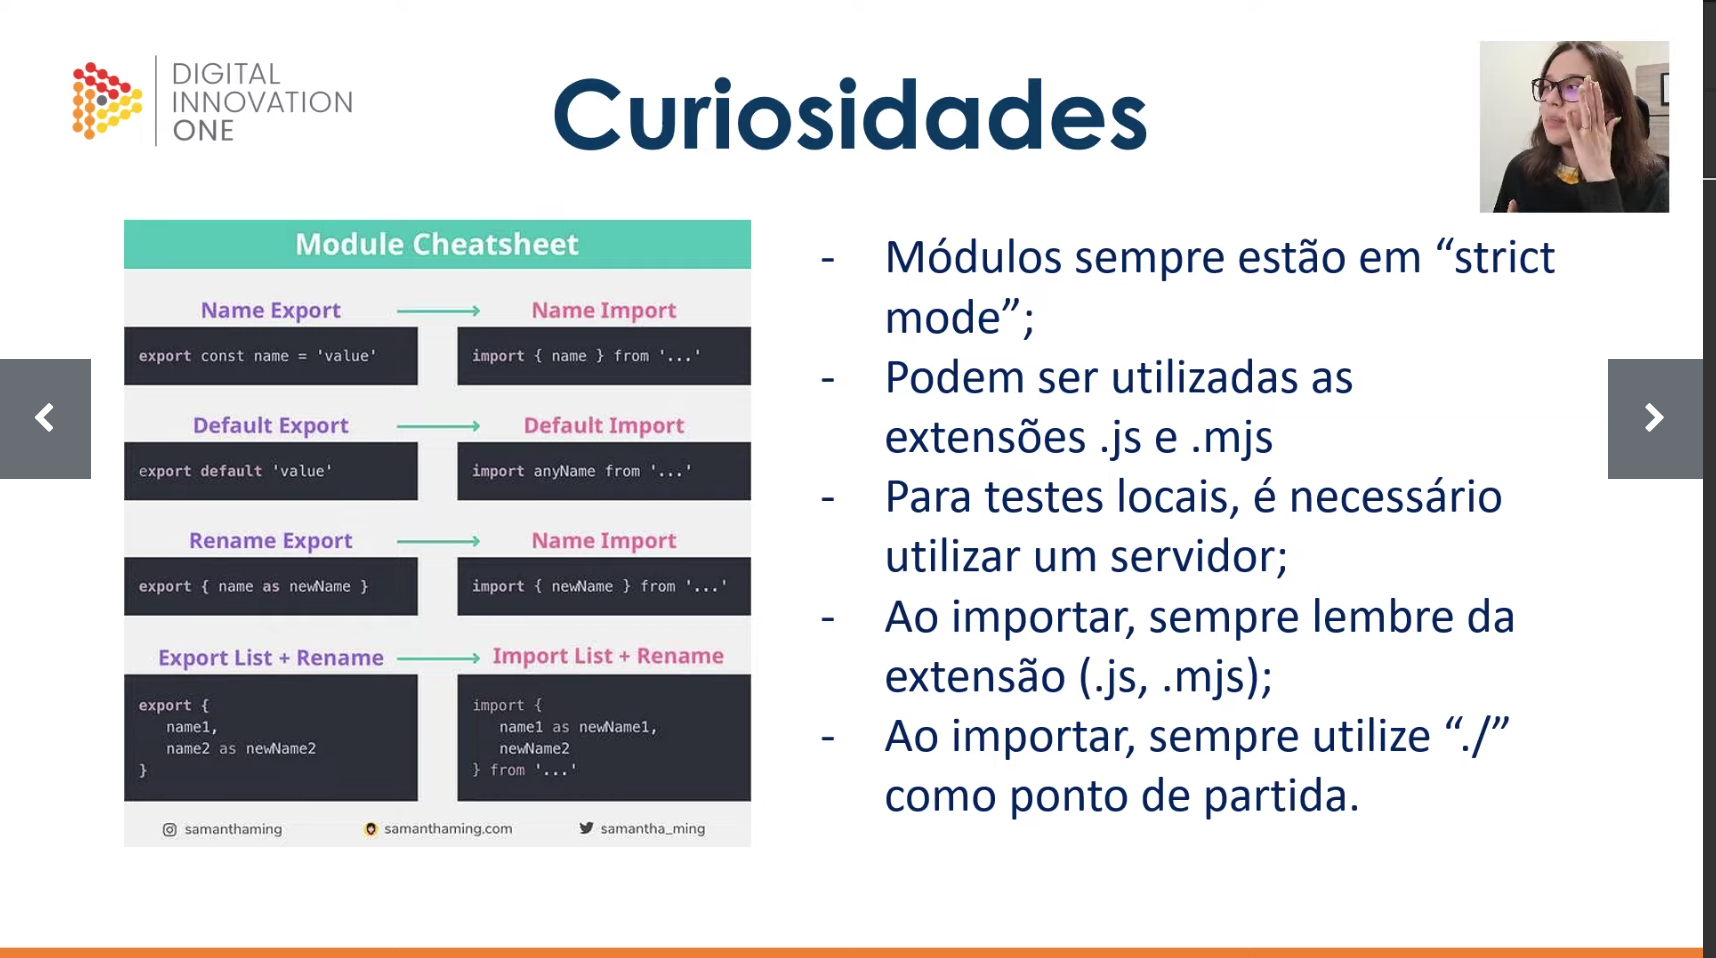 DIGITAL
INNOVATION
ONE
Curiosidades
Module Cheatsheet
Name Export
Name Import
export const name = 'value'
import { name } from '...'
Default Export
Default Import
export default 'value'
import anyName from '...'
Rename Export
Name Import
export { name as newName }
import { newName } from '...'
Export List + Rename
Import List + Rename
export {
name1,
name2 as newName2
}
import {
name1 as newName1,
newName2
} from '...'
samanthaming
samanthaming.com
samantha_ming
- Módulos sempre estão em “strict
mode”;
- Podem ser utilizadas as
extensões .js e .mjs
- Para testes locais, é necessário
utilizar um servidor;
- Ao importar, sempre lembre da
extensão (.js, .mjs);
- Ao importar, sempre utilize “./”
como ponto de partida.